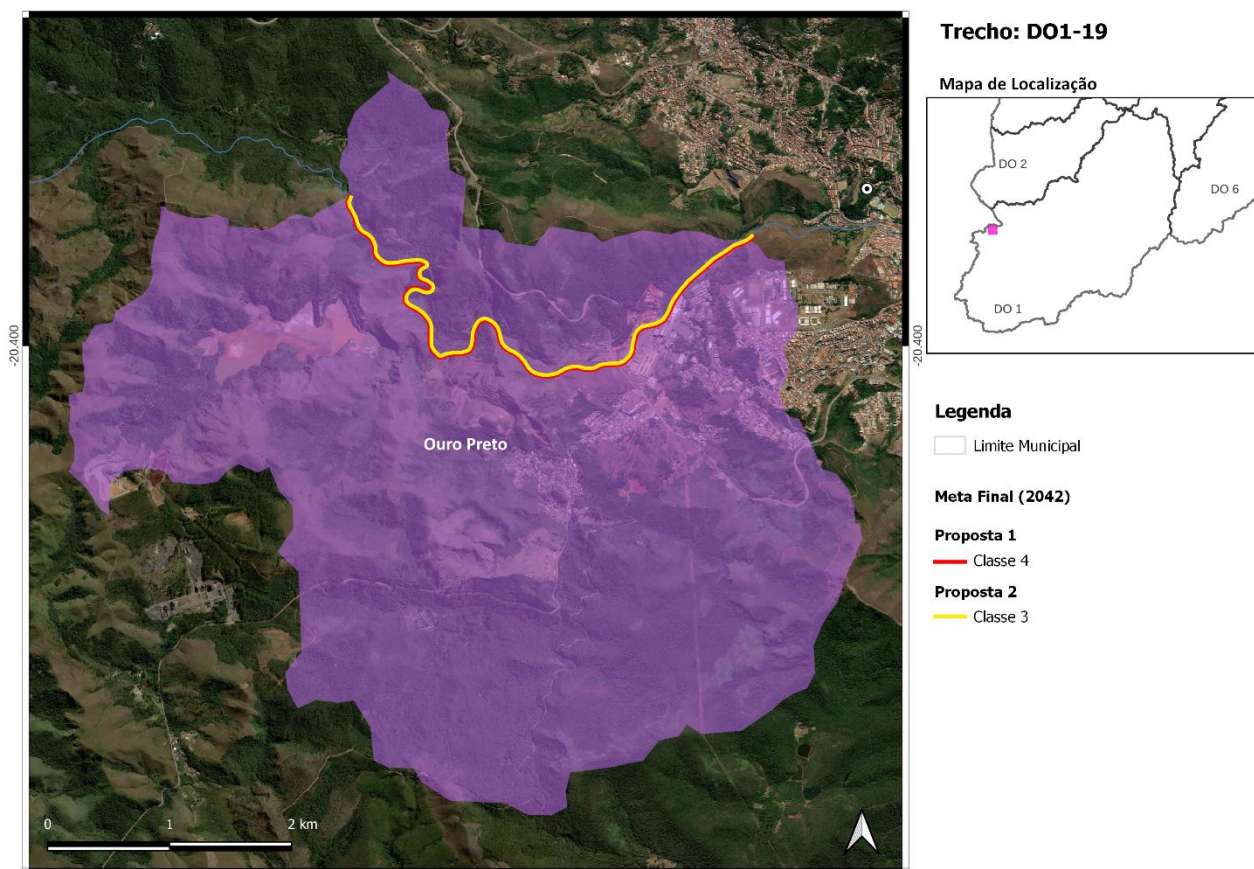 Trecho: DO1-19
Mapa de Localização
DO 2
DO 6
DO 1
-20.400
-20.400
Ouro Preto
Legenda
Limite Municipal
Meta Final (2042)
Proposta 1
Classe 4
Proposta 2
Classe 3
0 1 2 km